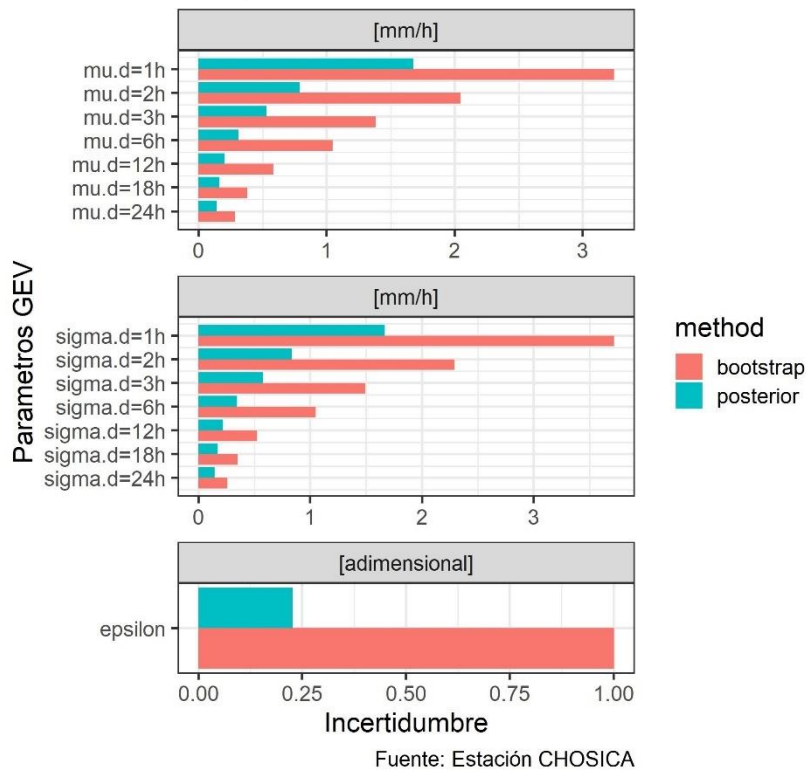 [mm/h]
mu.d=1h
mu.d=2h
mu.d=3h
mu.d=6h
mu.d=12h
mu.d=18h
mu.d=24h
0 1 2 3
[mm/h]
sigma.d=1h
sigma.d=2h
sigma.d=3h
sigma.d=6h
sigma.d=12h
sigma.d=18h
sigma.d=24h
0 1 2 3
[adimensional]
epsilon
0.00 0.25 0.50 0.75 1.00
Parametros GEV
Incertidumbre
Fuente: Estación CHOSICA
method
bootstrap
posterior